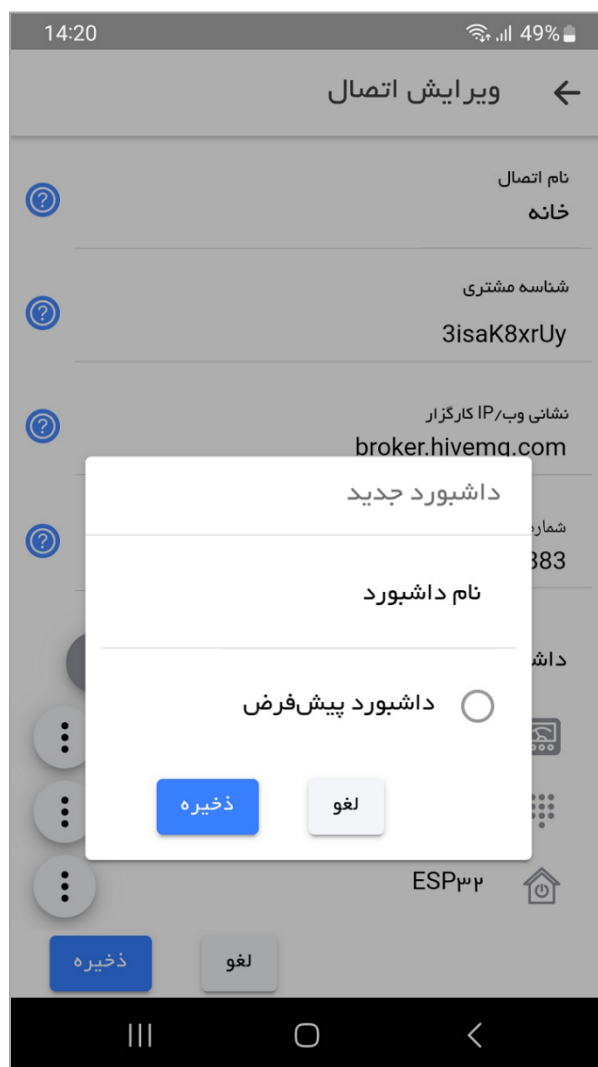 14:20 49%
ویرایش اتصال
نام اتصال
خانه
شناسه مشتری
3isaK8xrUy
نشانی وب/IP کارگزار
broker.hivemq.com
داشبورد جدید
نام داشبورد
داشبورد پیش‌فرض
لغو ذخیره
ESP۳۲
لغو ذخیره